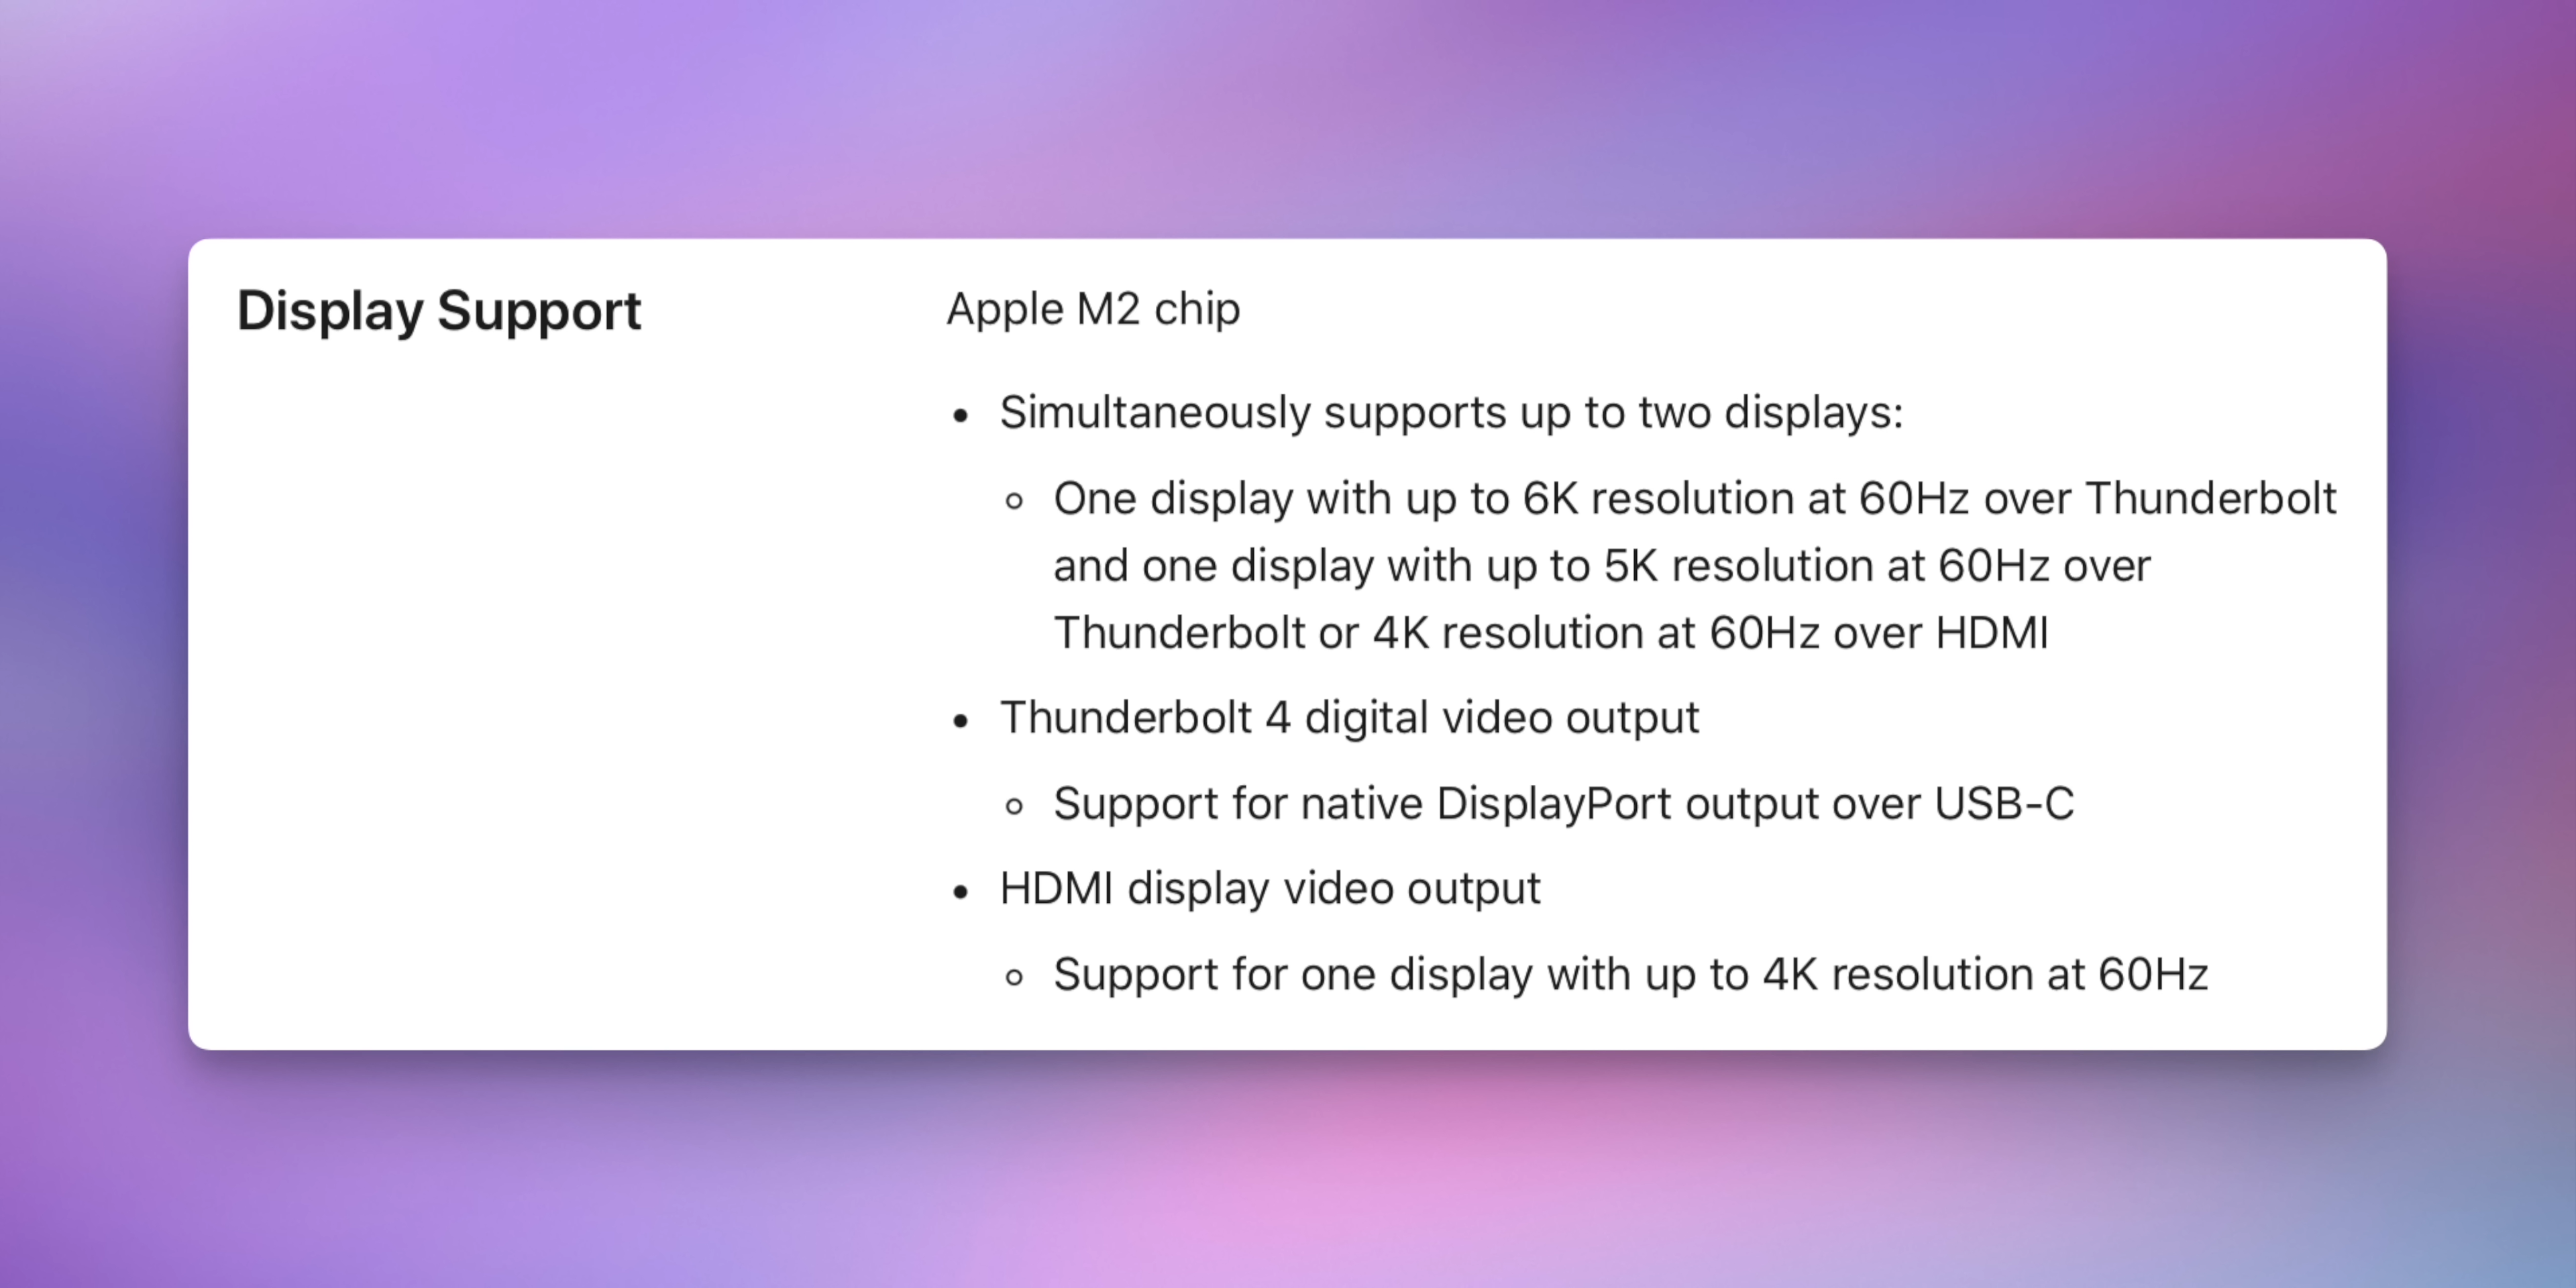 Display Support
Apple M2 chip
• Simultaneously supports up to two displays:
◦ One display with up to 6K resolution at 60Hz over Thunderbolt
and one display with up to 5K resolution at 60Hz over
Thunderbolt or 4K resolution at 60Hz over HDMI
• Thunderbolt 4 digital video output
◦ Support for native DisplayPort output over USB-C
• HDMI display video output
◦ Support for one display with up to 4K resolution at 60Hz